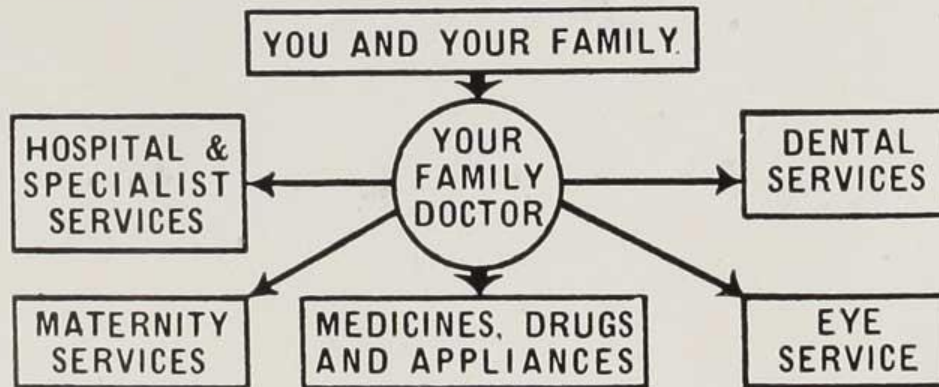 YOU AND YOUR FAMILY.
YOUR
FAMILY
DOCTOR
HOSPITAL &
SPECIALIST
SERVICES
DENTAL
SERVICES
MATERNITY
SERVICES
MEDICINES, DRUGS
AND APPLIANCES
EYE
SERVICE